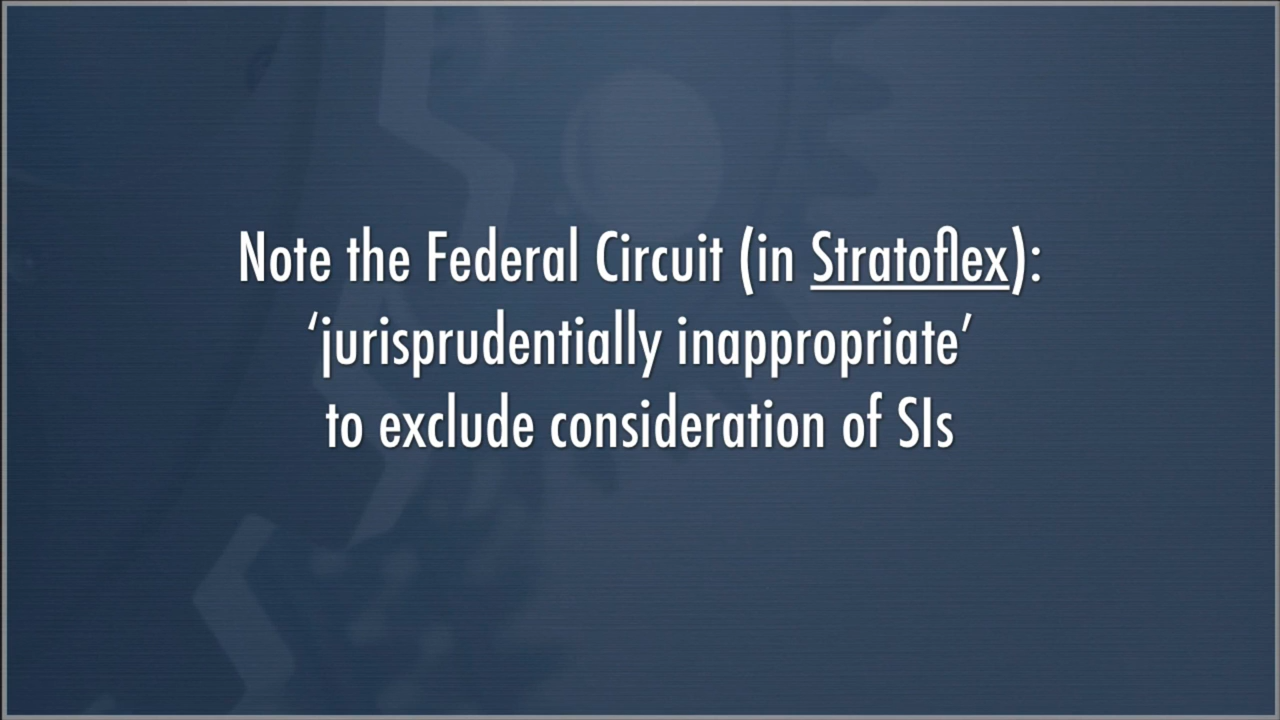 Note the Federal Circuit (in Stratoflex):
‘jurisprudentially inappropriate’
to exclude consideration of SIs